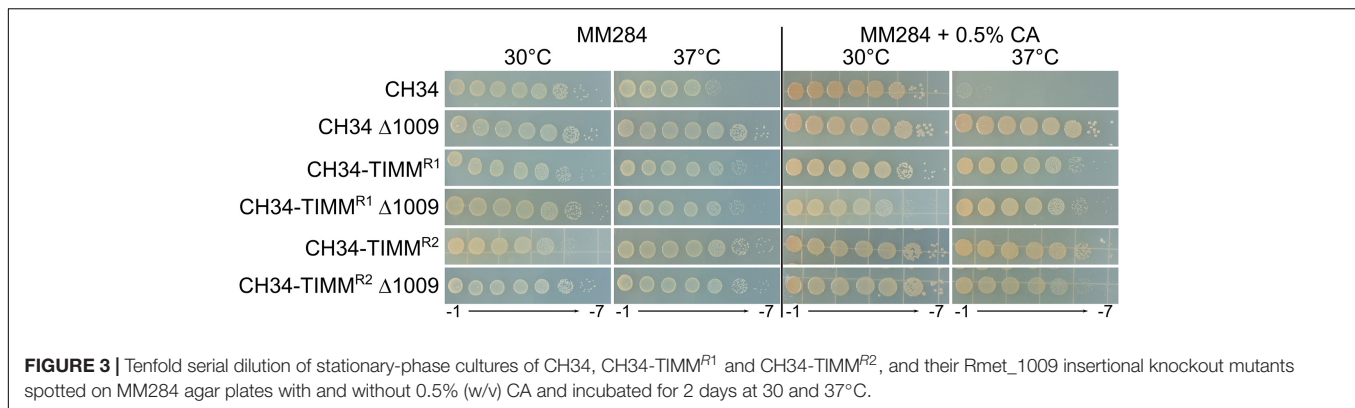 MM284 MM284 + 0.5% CA
30°C 37°C 30°C 37°C
CH34
CH34 Δ1009
CH34-TIMM^R1
CH34-TIMM^R1 Δ1009
CH34-TIMM^R2
CH34-TIMM^R2 Δ1009
-1 -7 -1 -7 -1 -7 -1 -7
FIGURE 3 | Tenfold serial dilution of stationary-phase cultures of CH34, CH34-TIMM^R1 and CH34-TIMM^R2, and their Rmet_1009 insertional knockout mutants
spotted on MM284 agar plates with and without 0.5% (w/v) CA and incubated for 2 days at 30 and 37°C.